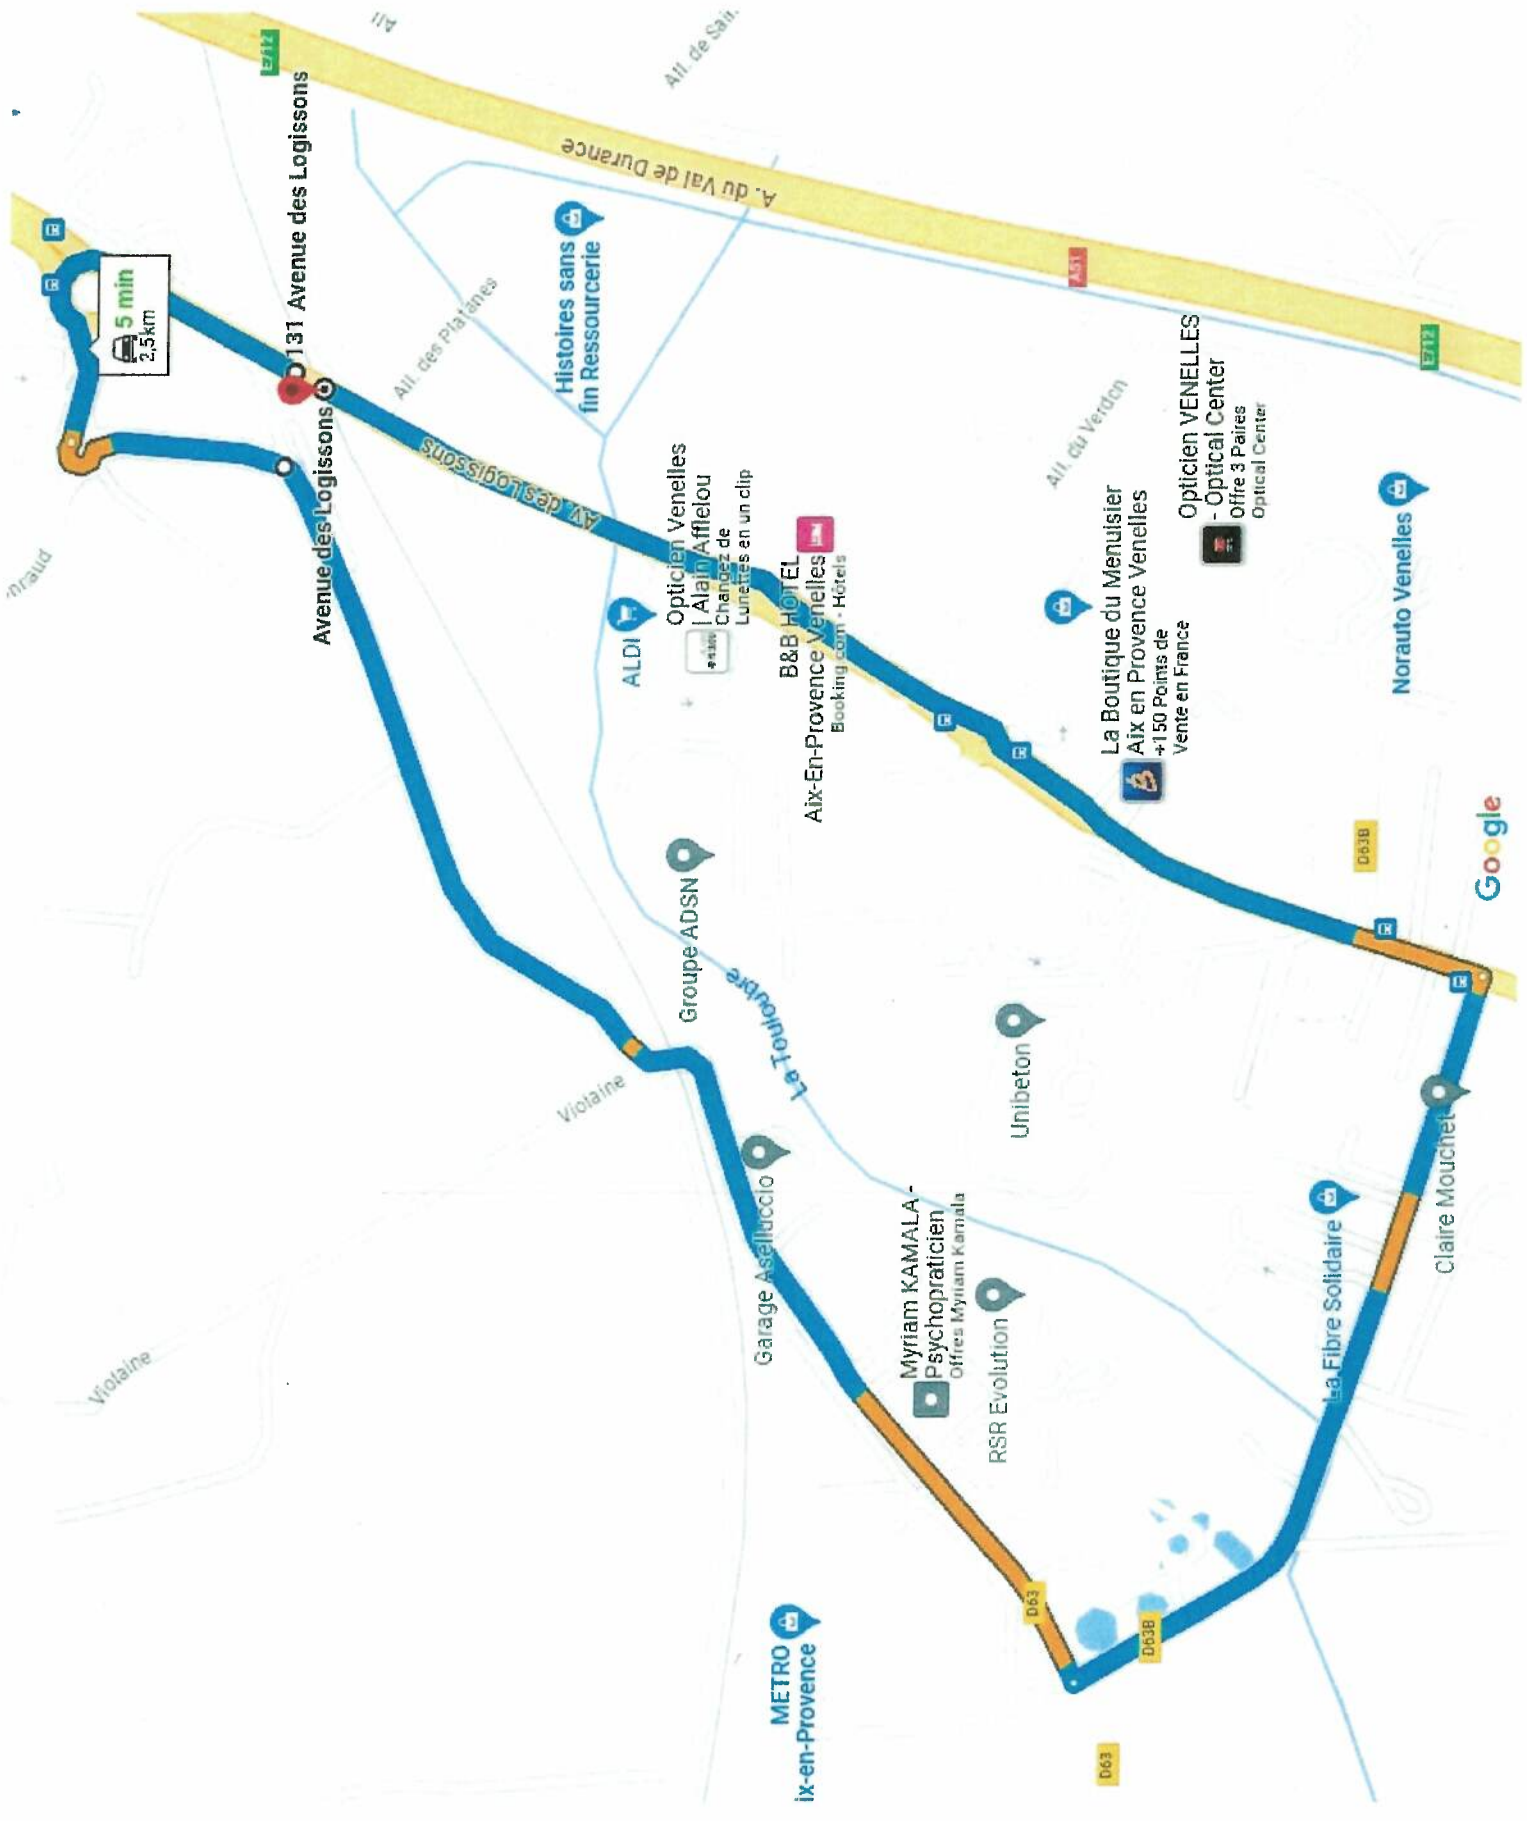 E712
All
All. de Sain
131 Avenue des Logissons
5 min
2,5km
A. du Val de Durance
Histoires sans
fin Ressourcerie
All. des Platanes
A51
E712
Avenue des Logissons
Av. des Logissons
Opticien VENELLES
- Optical Center
Offre 3 Paires
Optical Center
All. du Verdon
Opticien Venelles
| Alain Afflelou
Changez de
Lunettes en un clip
ALDI
B&B HOTEL
Aix-En-Provence Venelles
Booking.com - Hôtels
La Boutique du Menuisier
Aix en Provence Venelles
+150 Points de
Vente en France
Norauto Venelles
D63B
Google
Groupe ADSN
La Touloubre
Violaine
Unibeton
Garage Aselluccio
Myriam KAMALA -
Psychopraticien
Offres Myriam Kamala
RSR Evolution
La Fibre Solidaire
Claire Mouchet
Violaine
METRO
ix-en-Provence
D63
D63B
D63